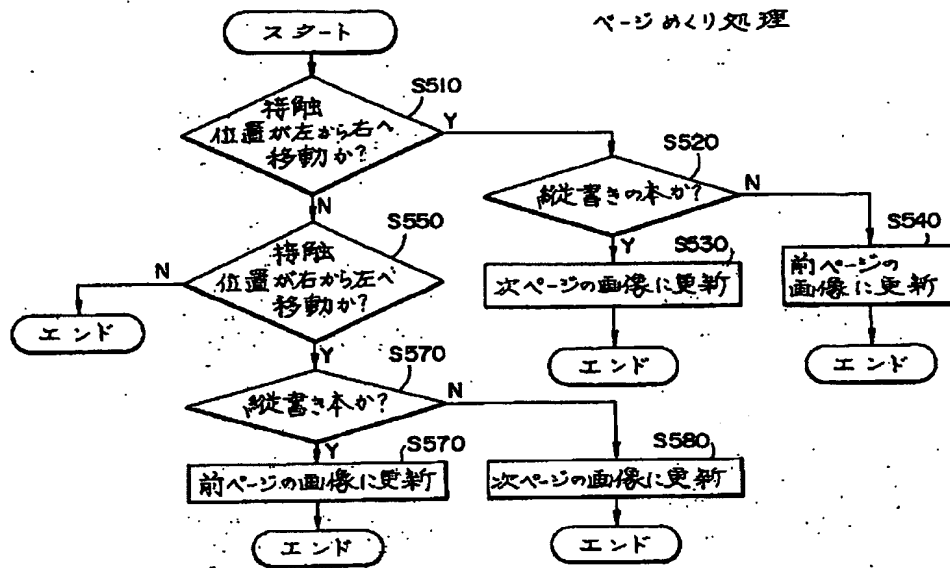 ページめくり処理
スタート
S510
接触
位置が左から右へ
移動か?
Y
N
S520
縦書きの本か?
N
Y
S530
次ページの画像に更新
エンド
S540
前ページの
画像に更新
エンド
S550
接触
位置が右から左へ
移動か?
N
エンド
Y
S570
縦書き本か?
N
Y
S570
前ページの画像に更新
エンド
S580
次ページの画像に更新
エンド